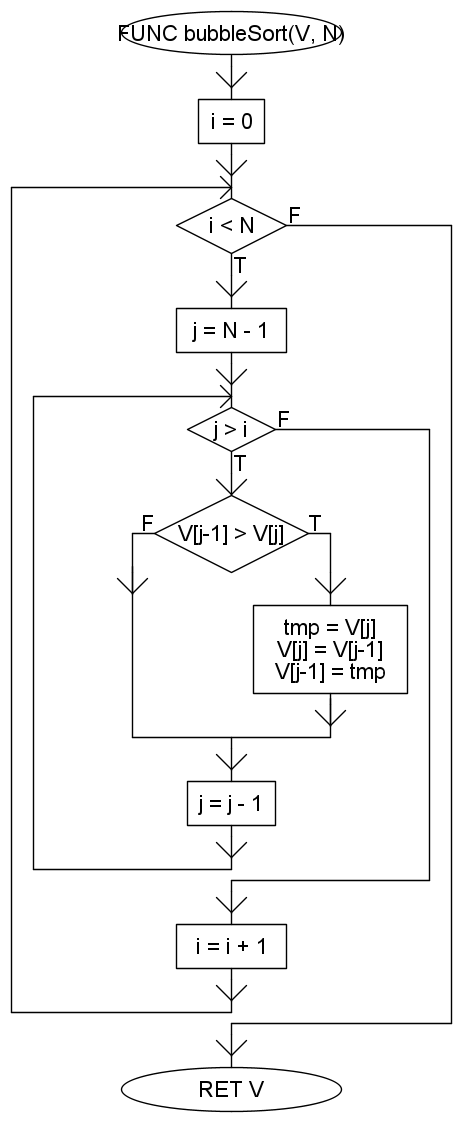 FUNC bubbleSort(V, N)
i = 0
i < N
F
T
j = N - 1
j > i
F
T
F
V[j-1] > V[j]
T
tmp = V[j]
V[j] = V[j-1]
V[j-1] = tmp
j = j - 1
i = i + 1
RET V